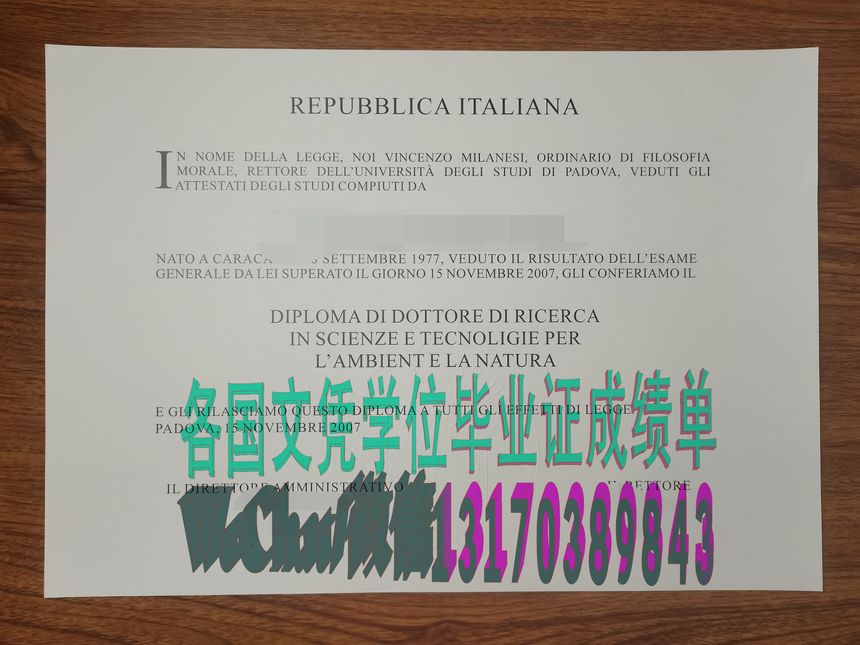 REPUBBLICA ITALIANA
IN NOME DELLA LEGGE, NOI VINCENZO MILANESI, ORDINARIO DI FILOSOFIA
MORALE, RETTORE DELL'UNIVERSITÀ DEGLI STUDI DI PADOVA, VEDUTI GLI
ATTESTATI DEGLI STUDI COMPIUTI DA
NATO A SETTEMBRE 1977, VEDUTO IL RISULTATO DELL'ESAME
GENERALE DA LEI SUPERATO IL GIORNO 15 NOVEMBRE 2007, GLI CONFERIAMO IL
DIPLOMA DI DOTTORE DI RICERCA
IN SCIENZE E TECNOLIGIE PER
L'AMBIENT E LA NATURA
各国文凭学位毕业证成绩单
E GLI RILASCIAMO QUESTO DIPLOMA A TUTTI GLI EFFETTI DI LEGGE
PADOVA, 15 NOVEMBRE 2007
IL DIRETTORE AMMINISTRATIVO IL RETTORE
WeChat/微信13170389843